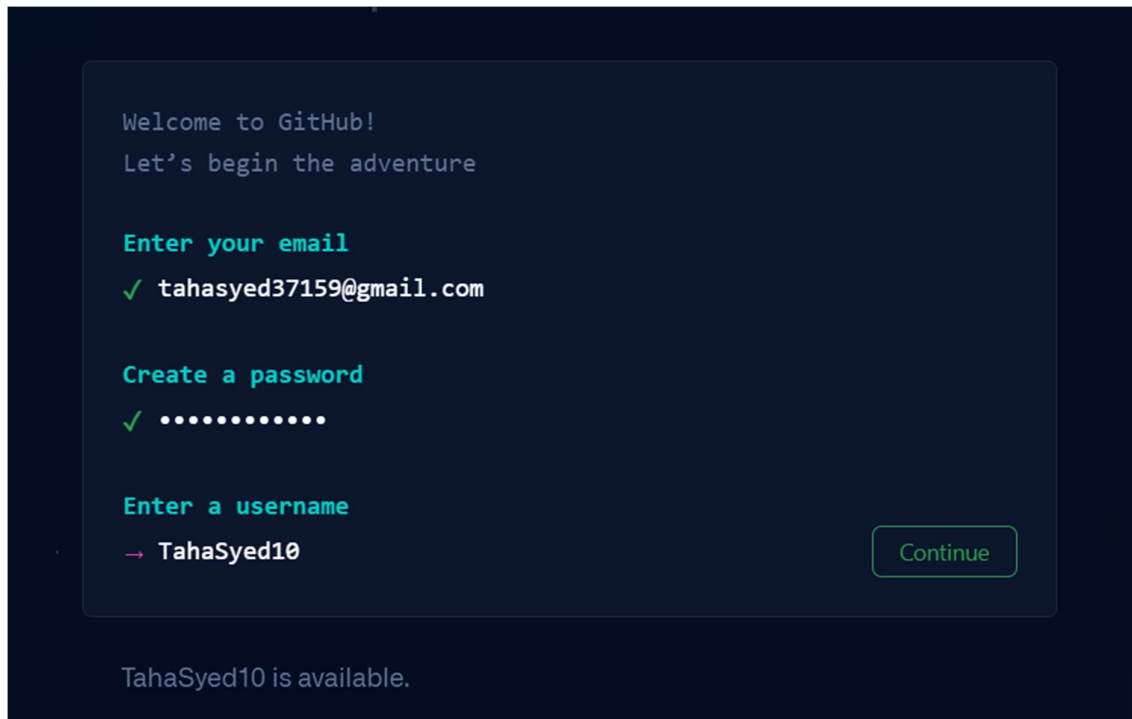 Welcome to GitHub!
Let’s begin the adventure
Enter your email
✓ tahasyed37159@gmail.com
Create a password
✓ ••••••••••••
Enter a username
→ TahaSyed10
Continue
TahaSyed10 is available.